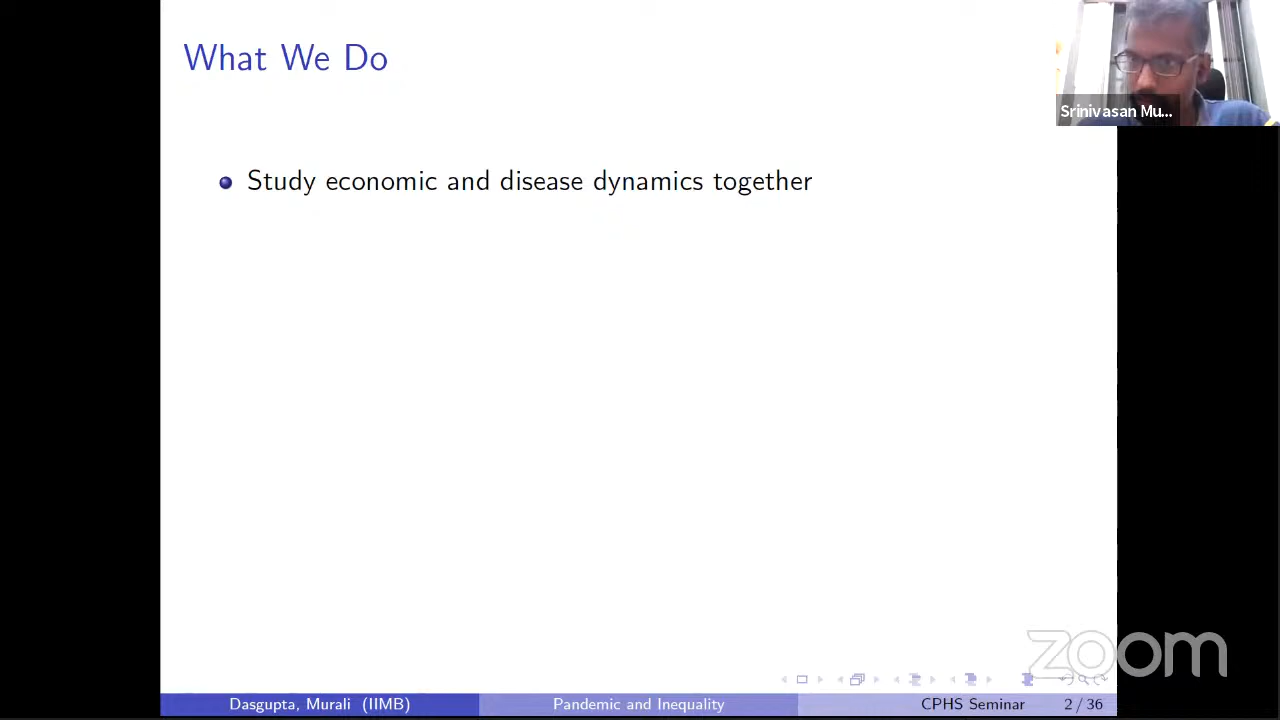 What We Do
Srinivasan Mu...
Study economic and disease dynamics together
zoom
Dasgupta, Murali (IIMB) Pandemic and Inequality CPHS Seminar 2 / 36